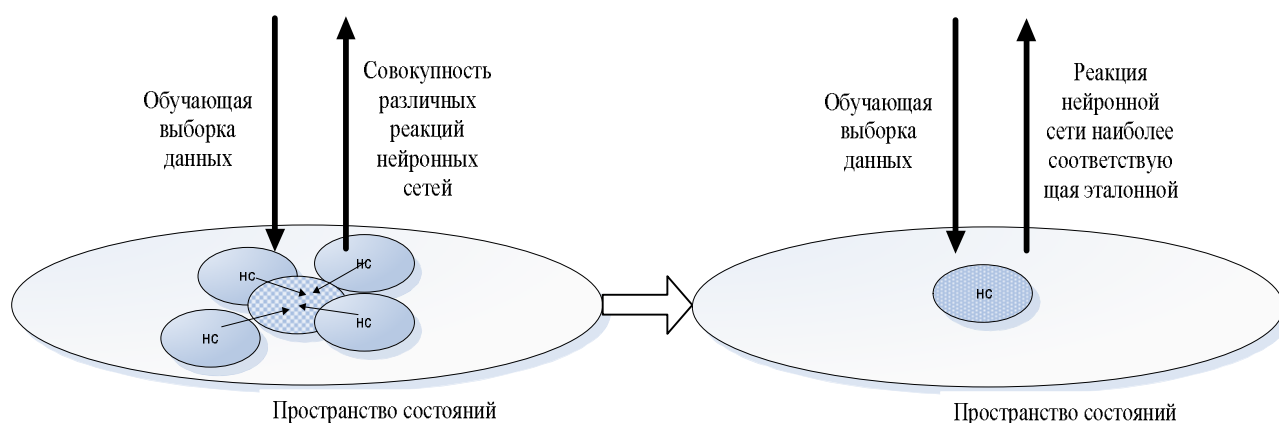 Обучающая
выборка
данных
Совокупность
различных
реакций
нейронных
сетей
нс
нс
нс
нс
Пространство состояний
Обучающая
выборка
данных
Реакция
нейронной
сети наиболее
соответствую
щая эталонной
нс
Пространство состояний